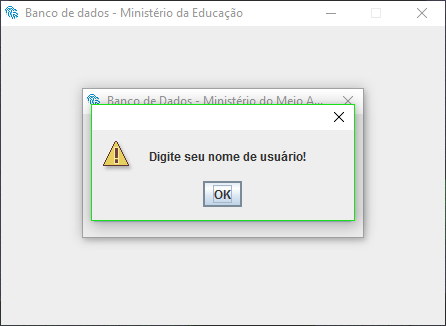 Banco de dados - Ministério da Educação
Banco de Dados - Ministério do Meio A...
Digite seu nome de usuário!
OK